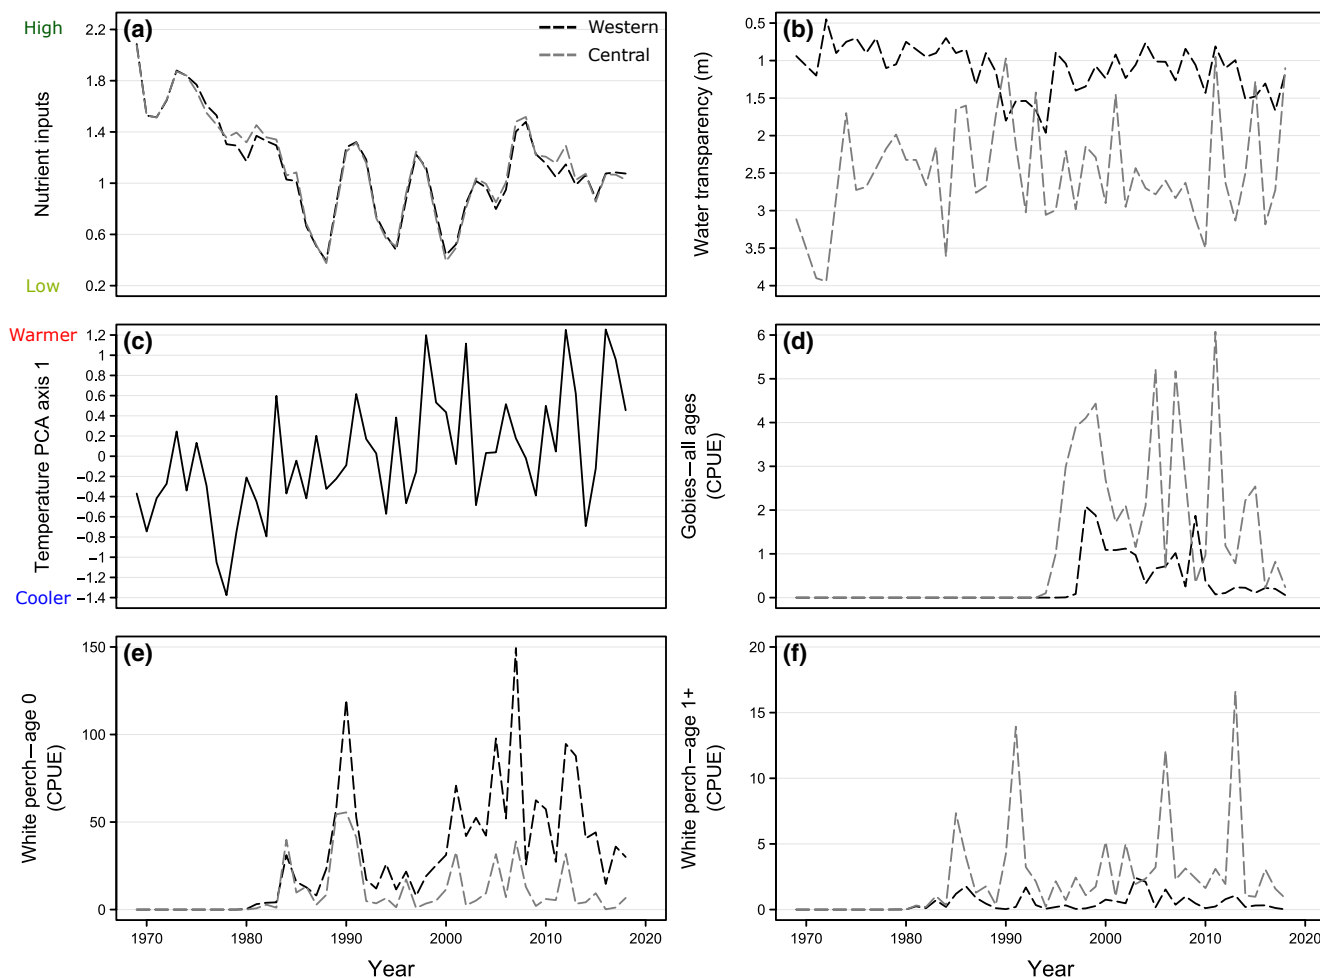 High
Nutrient inputs
Low
2.2
1.8
1.4
1
0.6
0.2
(a)
Western
Central
Water transparency (m)
0.5
1
1.5
2
2.5
3
3.5
4
(b)
Warmer
Temperature PCA axis 1
Cooler
1.2
1
0.8
0.6
0.4
0.2
0
−0.2
−0.4
−0.6
−0.8
−1
−1.2
−1.4
(c)
Gobies−all ages
(CPUE)
6
5
4
3
2
1
0
(d)
White perch−age 0
(CPUE)
150
100
50
0
(e)
1970 1980 1990 2000 2010 2020
Year
White perch−age 1+
(CPUE)
20
15
10
5
0
(f)
1970 1980 1990 2000 2010 2020
Year